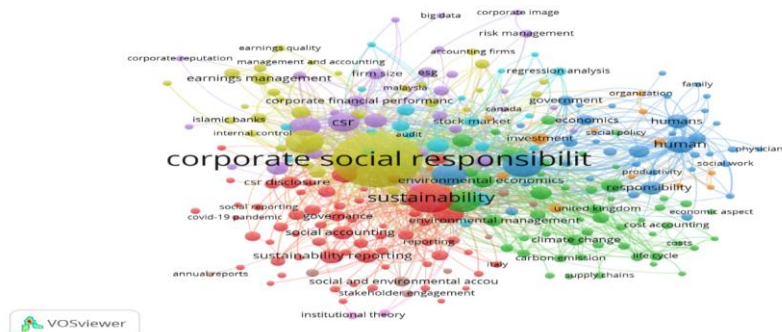 big data
corporate image
risk management
earnings quality
accounting firms
corporate reputation
management and accounting
firm size
esg
regression analysis
earnings management
malaysia
family
organization
corporate financial performanc
government
canada
islamic banks
csr
stock market
economics
humans
internal control
audit
social policy
investment
human
physician
corporate social responsibilit
social work
environmental economics
productivity
csr disclosure
responsibility
sustainability
social reporting
united kingdom
economic aspect
covid-19 pandemic
governance
environmental management
cost accounting
social accounting
reporting
climate change
costs
sustainability reporting
carbon emission
life cycle
italy
annual reports
supply chains
social and environmental accou
stakeholder engagement
institutional theory
VOSviewer